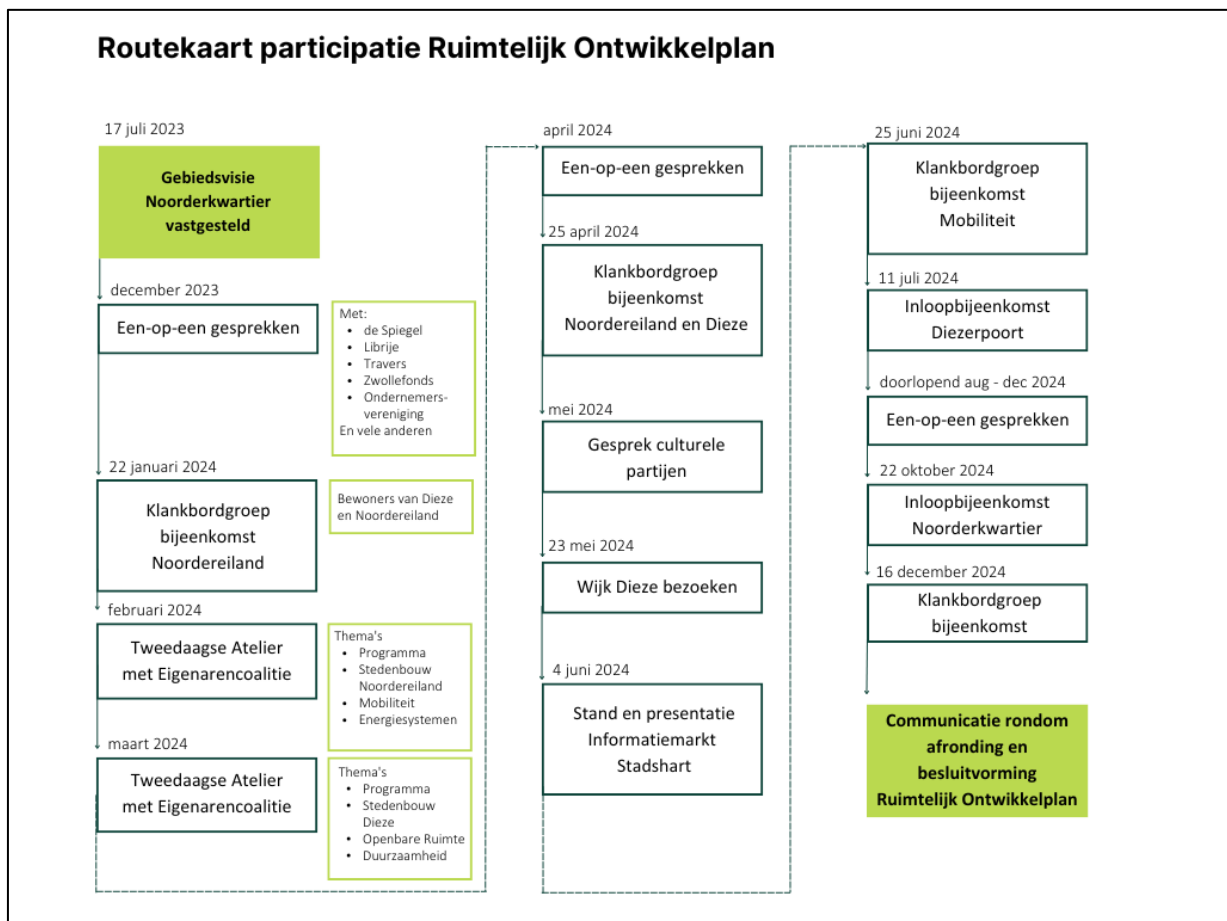 Routekaart participatie Ruimtelijk Ontwikkelplan
17 juli 2023
Gebiedsvisie
Noorderkwartier
vastgesteld
december 2023
Een-op-een gesprekken
Met:
• de Spiegel
• Librije
• Travers
• Zwollefonds
• Ondernemers-
vereniging
En vele anderen
22 januari 2024
Klankbordgroep
bijeenkomst
Noordereiland
Bewoners van Dieze
en Noordereiland
februari 2024
Tweedaagse Atelier
met Eigenarencoalitie
Thema's
• Programma
• Stedenbouw
Noordereiland
• Mobiliteit
• Energiesystemen
maart 2024
Tweedaagse Atelier
met Eigenarencoalitie
Thema's
• Programma
• Stedenbouw
Dieze
• Openbare Ruimte
• Duurzaamheid
april 2024
Een-op-een gesprekken
25 april 2024
Klankbordgroep
bijeenkomst
Noordereiland en Dieze
mei 2024
Gesprek culturele
partijen
23 mei 2024
Wijk Dieze bezoeken
4 juni 2024
Stand en presentatie
Informatiemarkt
Stadshart
25 juni 2024
Klankbordgroep
bijeenkomst
Mobiliteit
11 juli 2024
Inloopbijeenkomst
Diezerpoort
doorlopend aug - dec 2024
Een-op-een gesprekken
22 oktober 2024
Inloopbijeenkomst
Noorderkwartier
16 december 2024
Klankbordgroep
bijeenkomst
Communicatie rondom
afronding en
besluitvorming
Ruimtelijk Ontwikkelplan